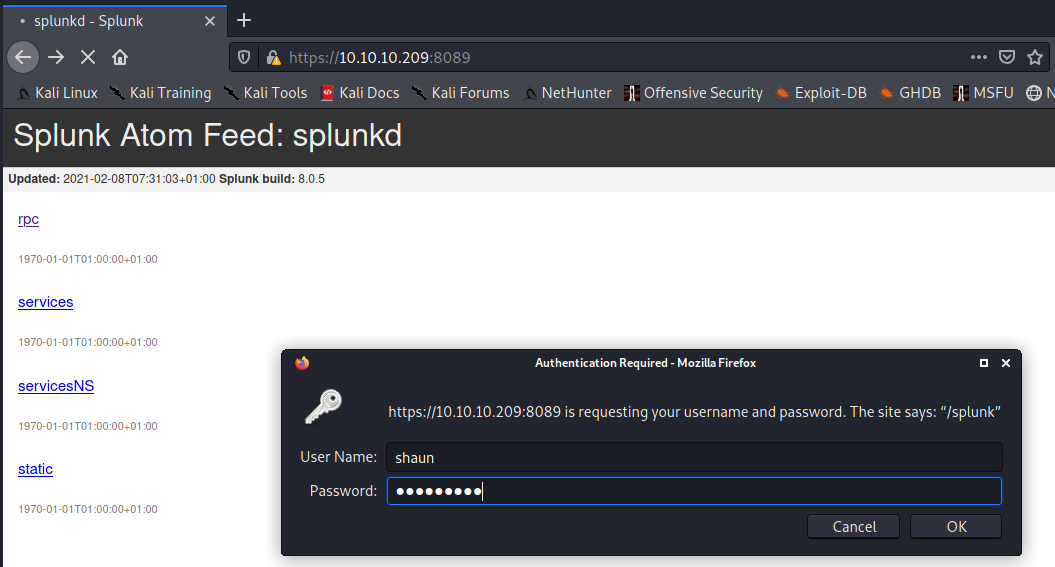 splunkd - Splunk
https://10.10.10.209:8089
Kali Linux Kali Training Kali Tools Kali Docs Kali Forums NetHunter Offensive Security Exploit-DB GHDB MSFU N
Splunk Atom Feed: splunkd
Updated: 2021-02-08T07:31:03+01:00 Splunk build: 8.0.5
rpc
1970-01-01T01:00:00+01:00
services
1970-01-01T01:00:00+01:00
servicesNS
1970-01-01T01:00:00+01:00
static
1970-01-01T01:00:00+01:00
Authentication Required - Mozilla Firefox
https://10.10.10.209:8089 is requesting your username and password. The site says: “/splunk”
User Name: shaun
Password: ●●●●●●●●●
Cancel OK